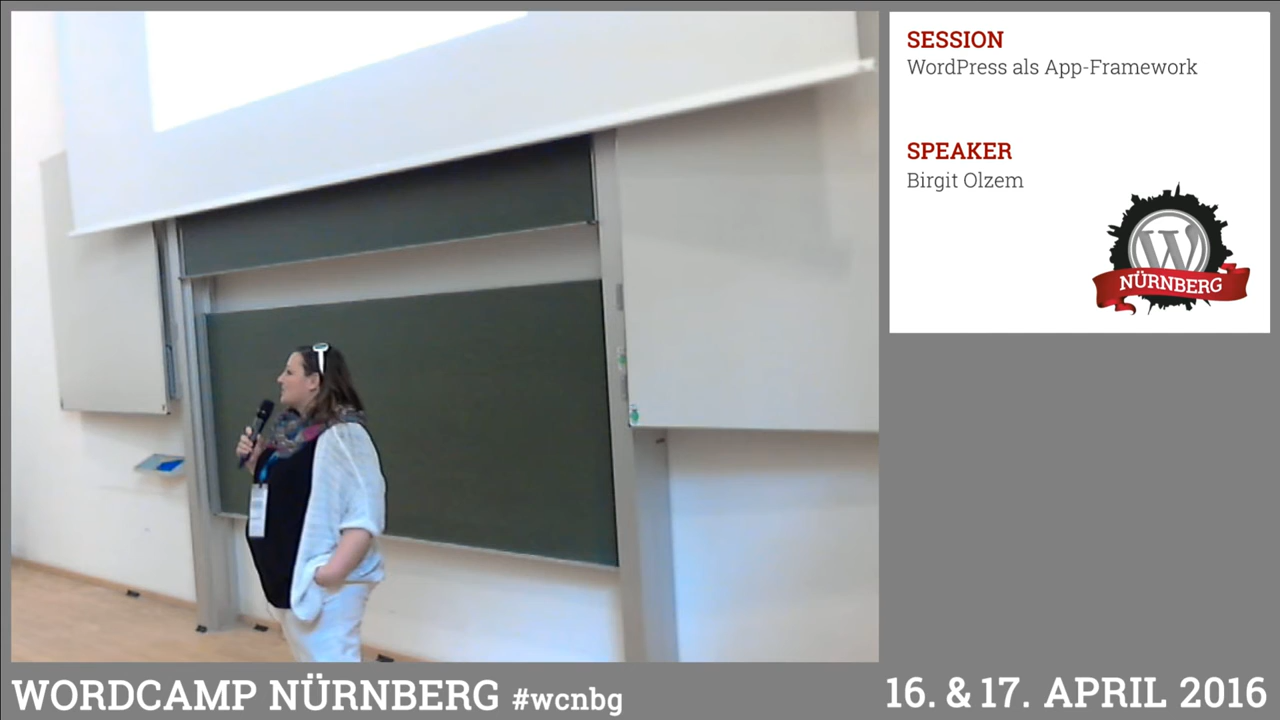 SESSION
WordPress als App-Framework
SPEAKER
Birgit Olzem
W
NÜRNBERG
WORDCAMP NÜRNBERG #wcnbg
16. & 17. APRIL 2016